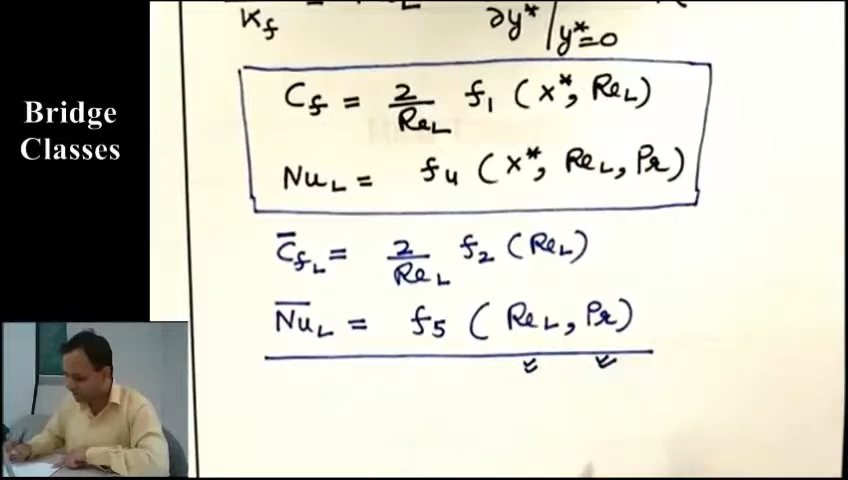 K_f
∂y* |y*=0
C_f = 2/Re_L f_1 (x*, Re_L)
Nu_L = f_4 (x*, Re_L, Pr)
C̄_f_L = 2/Re_L f_2 (Re_L)
N̄u̅_L = f_5 (Re_L, Pr)
Bridge
Classes